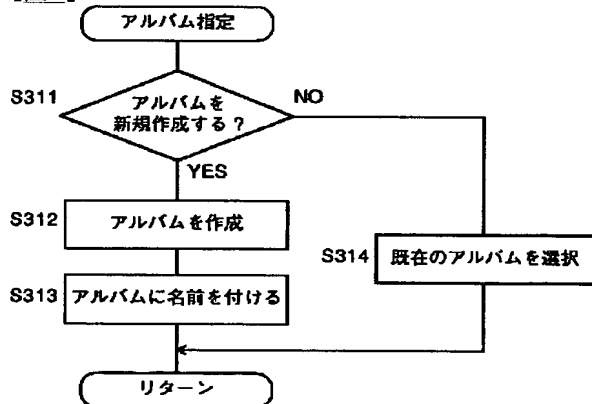 アルバム指定
S311
アルバムを
新規作成する？
NO
YES
S312
アルバムを作成
S314
既在のアルバムを選択
S313
アルバムに名前を付ける
リターン